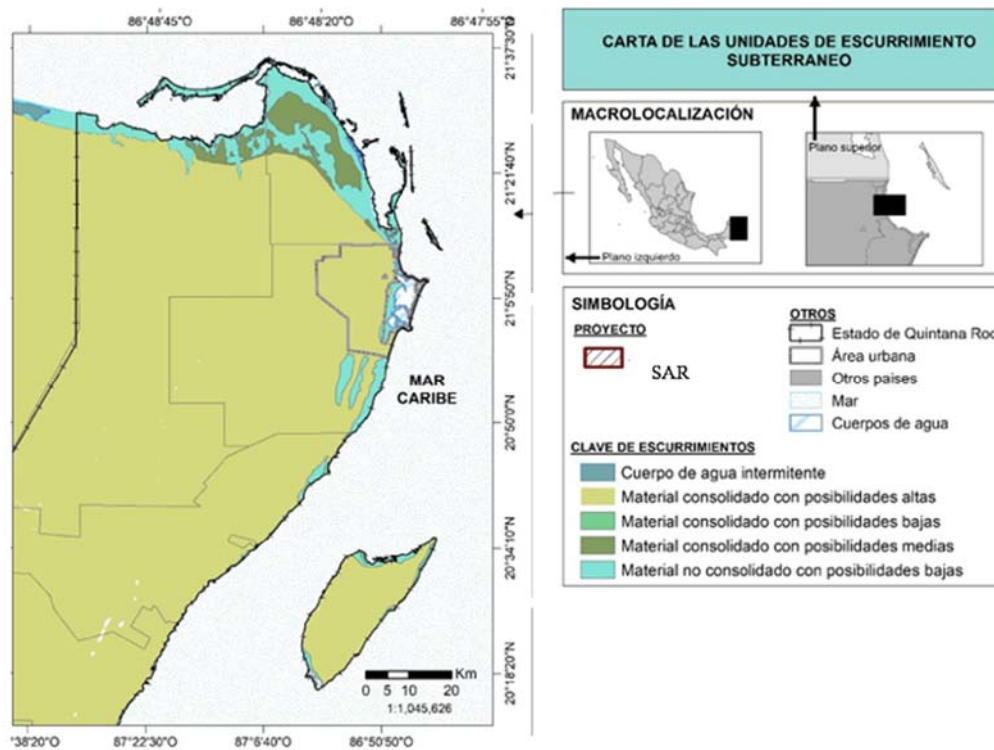 86°48'45"O
86°48'20"O
86°47'55"O
21°37'30"N
21°21'40"N
21°5'50"N
20°50'0"N
20°34'10"N
20°18'20"N
MAR
CARIBE
Km
0 5 10 20
1:1,045,626
°38'20"O
87°22'30"O
87°6'40"O
86°50'50"O
CARTA DE LAS UNIDADES DE ESCURRIMIENTO
SUBTERRANEO
MACROLOCALIZACIÓN
Plano superior
Plano izquierdo
SIMBOLOGÍA
PROYECTO
SAR
OTROS
Estado de Quintana Roo
Área urbana
Otros paises
Mar
Cuerpos de agua
CLAVE DE ESCURRIMIENTOS
Cuerpo de agua intermitente
Material consolidado con posibilidades altas
Material consolidado con posibilidades bajas
Material consolidado con posibilidades medias
Material no consolidado con posibilidades bajas